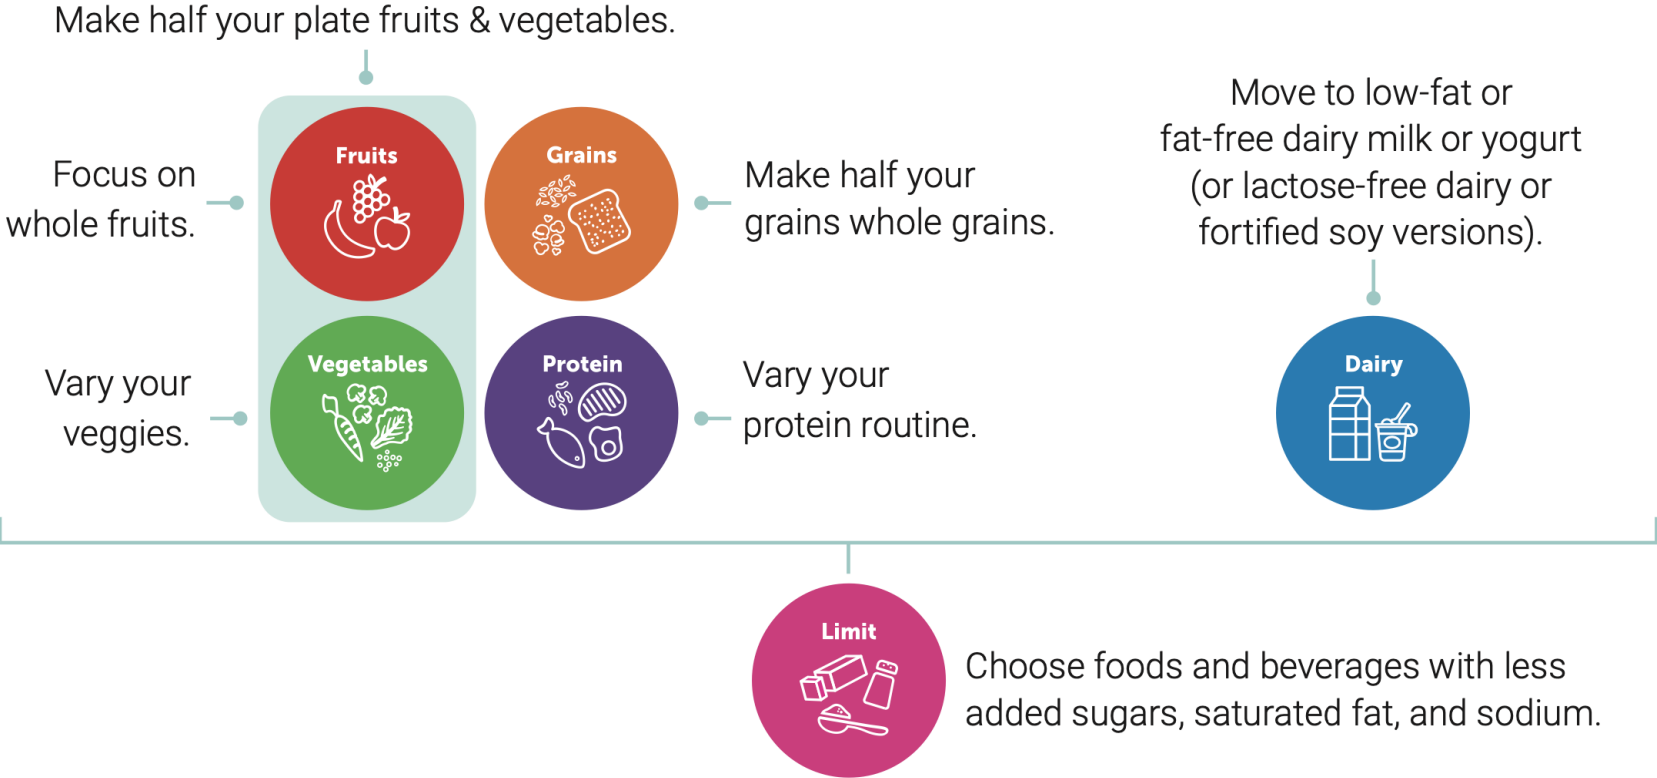 Make half your plate fruits & vegetables.
Focus on
whole fruits.
Fruits
Grains
Make half your
grains whole grains.
Move to low-fat or
fat-free dairy milk or yogurt
(or lactose-free dairy or
fortified soy versions).
Vary your
veggies.
Vegetables
Protein
Vary your
protein routine.
Dairy
Limit
Choose foods and beverages with less
added sugars, saturated fat, and sodium.